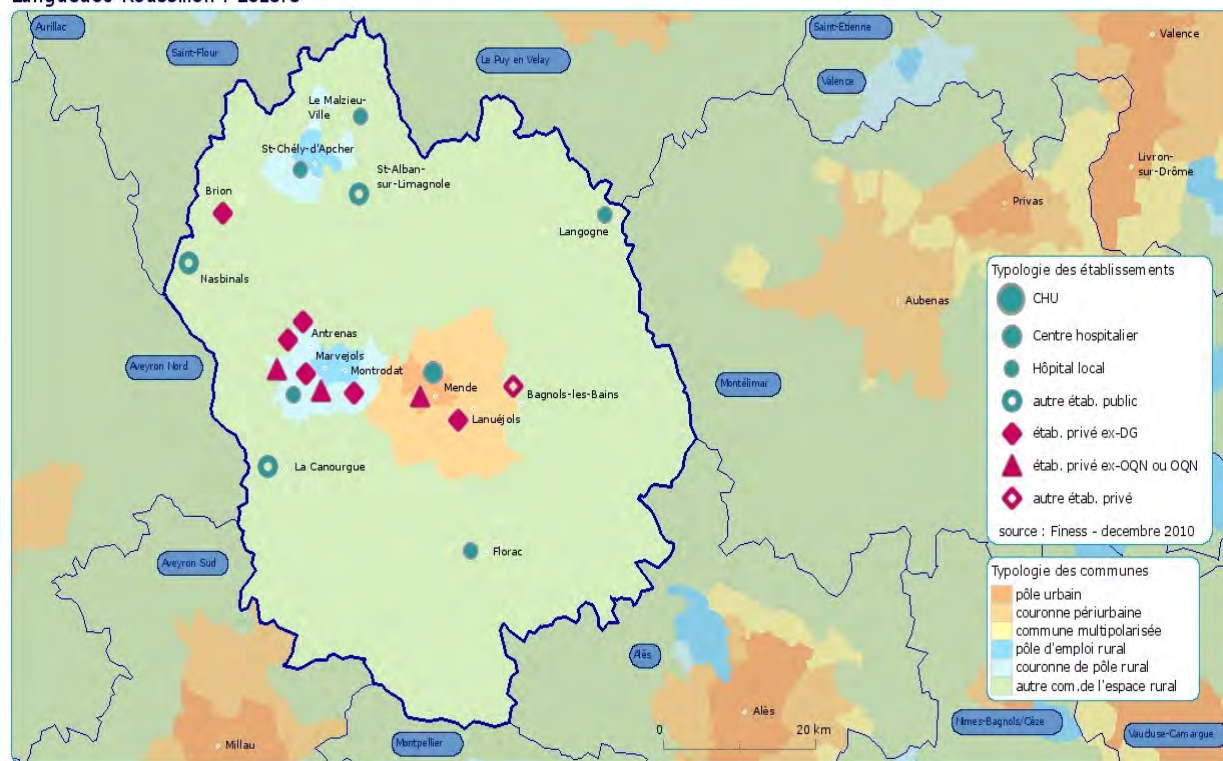 Aurillac
Saint-Flour
Le Puy en Velay
Saint-Etienne
Valence
Valence
Le Malzieu-
Ville
St-Chély-d'Apcher
St-Alban-
sur-Limagnole
Brion
Langogne
Nasbinals
Livron-
sur-Drôme
Privas
Aubenas
Antrenas
Marvejols
Montrodat
Mende
Bagnols-les-Bains
Lanuéjols
Aveyron Nord
Montélimar
La Canourgue
Florac
Aveyron Sud
Alès
Alès
Millau
Montpellier
Nîmes-Bagnols/Cèze
Vaucluse-Camargue
0 20 km
Typologie des établissements
CHU
Centre hospitalier
Hôpital local
autre étab. public
étab. privé ex-DG
étab. privé ex-OQN ou OQN
autre étab. privé
source : Finess - decembre 2010
Typologie des communes
pôle urbain
couronne périurbaine
commune multipolarisée
pôle d'emploi rural
couronne de pôle rural
autre com.de l'espace rural